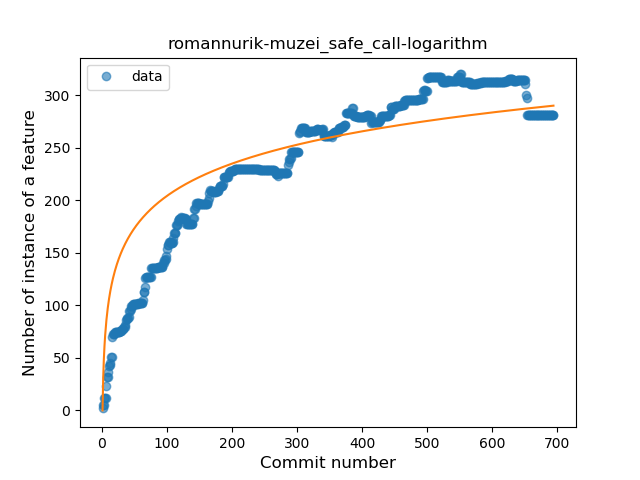 romannurik-muzei_safe_call-logarithm
data
Number of instance of a feature
300
250
200
150
100
50
0
0 100 200 300 400 500 600 700
Commit number